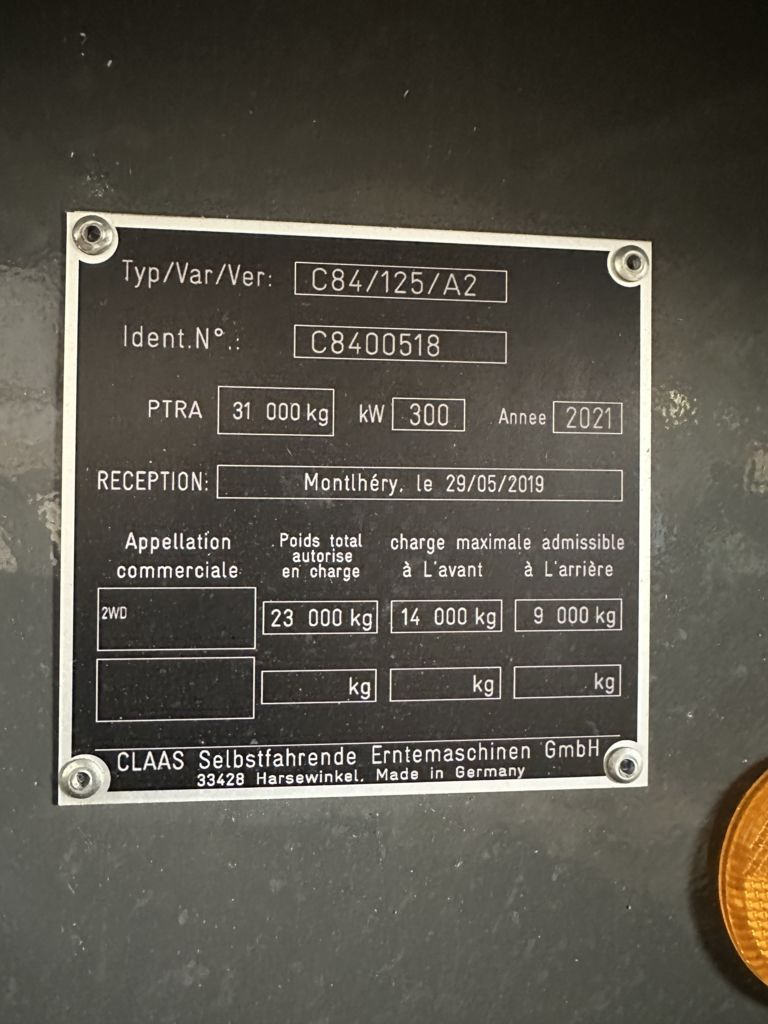 Typ/Var/Ver: C84/125/A2
Ident.N°.: C8400518
PTRA 31 000 kg kW 300 Annee 2021
RECEPTION: Montlhéry, le 29/05/2019
Appellation commerciale
Poids total autorise en charge
charge maximale admissible
à L'avant à L'arrière
2WD 23 000 kg 14 000 kg 9 000 kg
kg kg kg
CLAAS Selbstfahrende Erntemaschinen GmbH
33428 Harsewinkel, Made in Germany